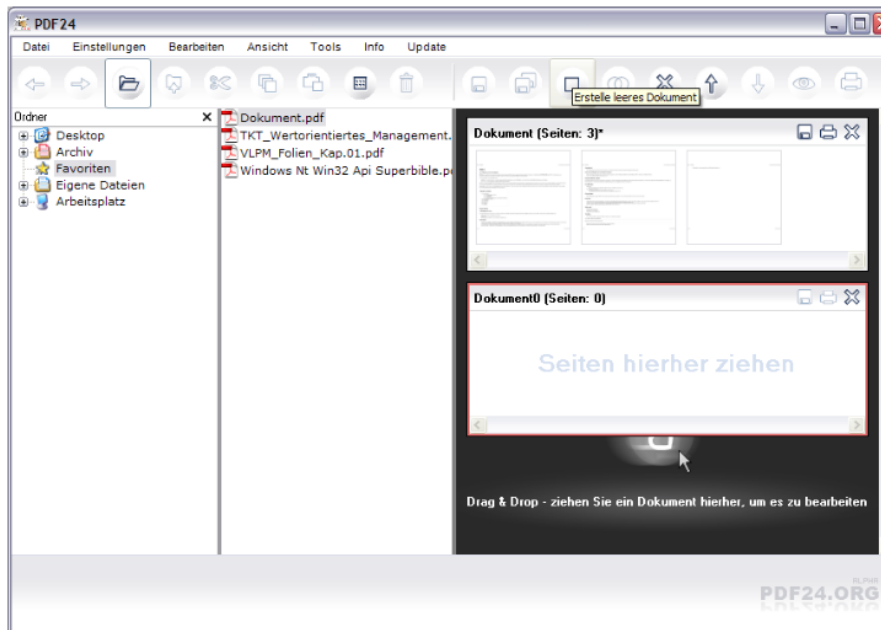 PDF24
Datei Einstellungen Bearbeiten Ansicht Tools Info Update
Erstelle leeres Dokument
Ordner
Desktop
Archiv
Favoriten
Eigene Dateien
Arbeitsplatz
Dokument.pdf
TKT_Wertorientiertes_Management.
VLPM_Folien_Kap.01.pdf
Windows Nt Win32 Api Superbible.p
Dokument (Seiten: 3)*
Dokument0 (Seiten: 0)
Seiten hierher ziehen
Drag & Drop - ziehen Sie ein Dokument hierher, um es zu bearbeiten
ALPHA
PDF24.ORG